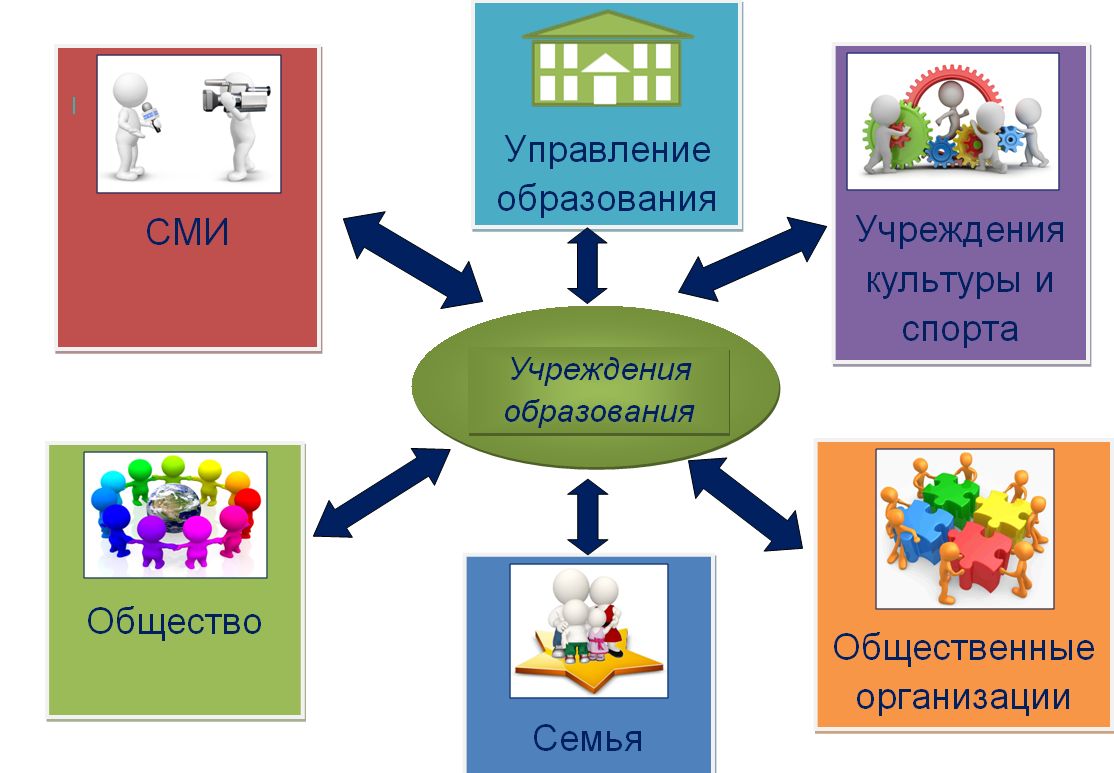 Управление
образования
СМИ
Учреждения
культуры и
спорта
Учреждения
образования
Общество
Семья
Общественные
организации